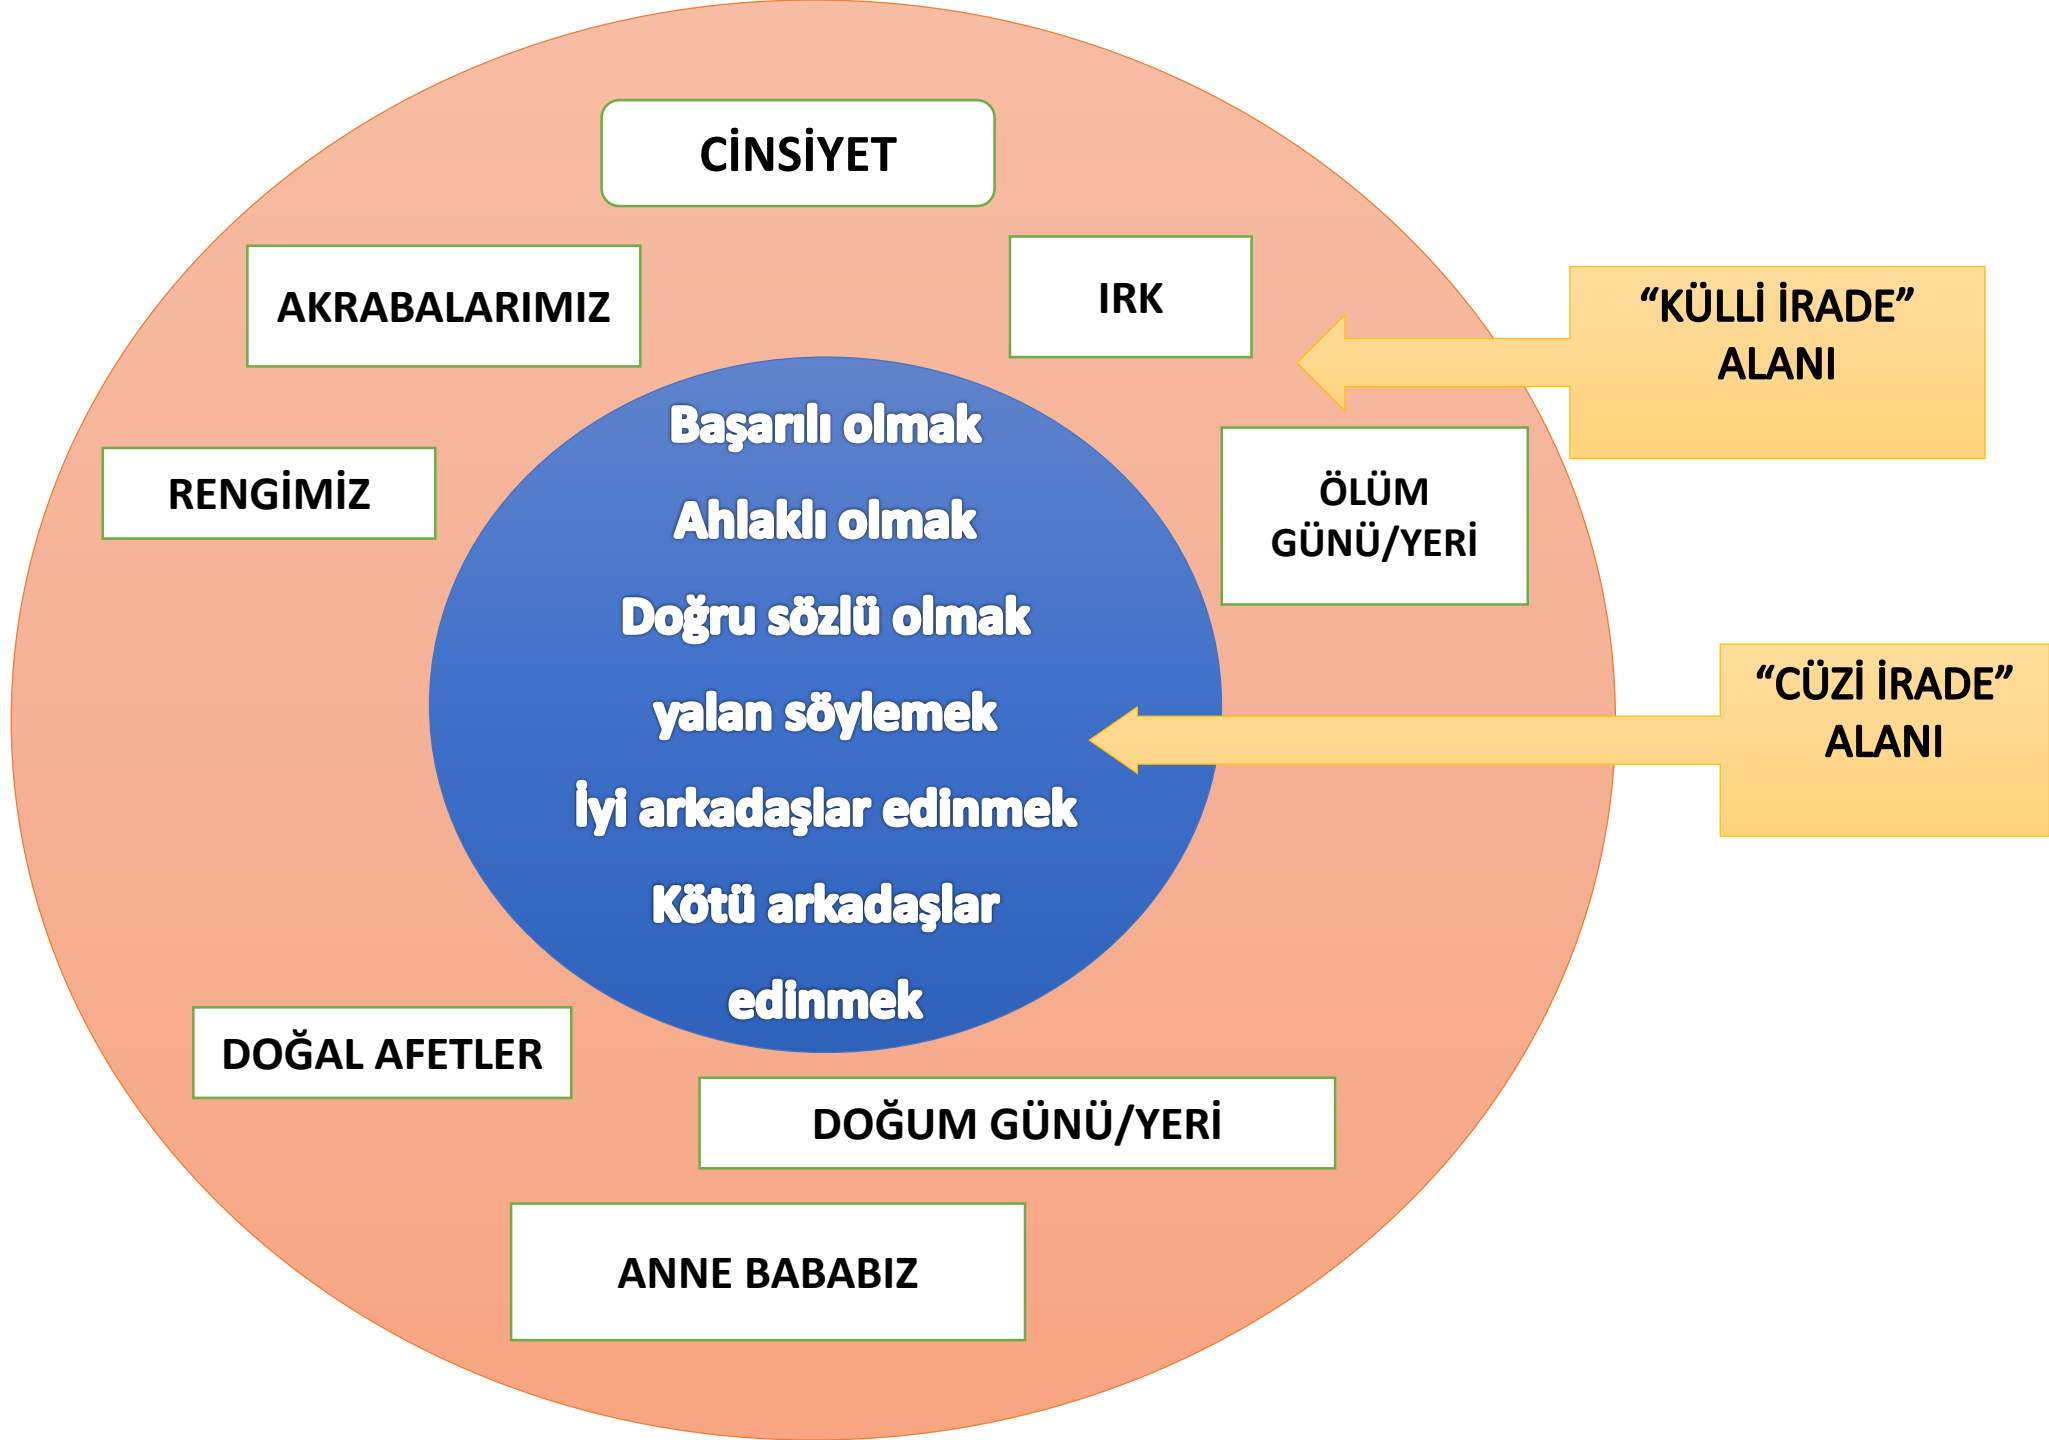 CİNSİYET
AKRABALARIMIZ
IRK
“KÜLLİ İRADE”
ALANI
RENGİMİZ
ÖLÜM
GÜNÜ/YERİ
Başarılı olmak
Ahlaklı olmak
Doğru sözlü olmak
yalan söylemek
İyi arkadaşlar edinmek
Kötü arkadaşlar
edinmek
“CÜZİ İRADE”
ALANI
DOĞAL AFETLER
DOĞUM GÜNÜ/YERİ
ANNE BABABIZ